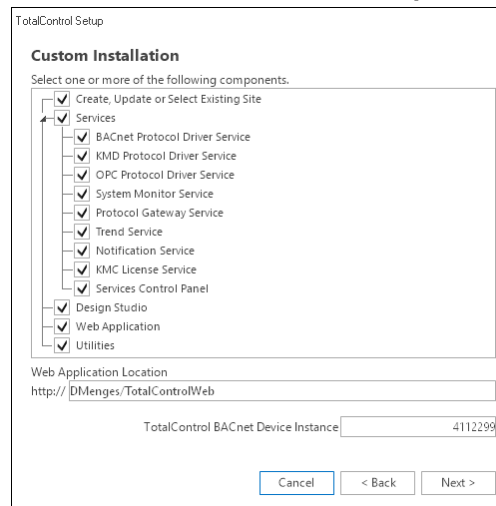 TotalControl Setup
Custom Installation
Select one or more of the following components.
Create, Update or Select Existing Site
Services
BACnet Protocol Driver Service
KMD Protocol Driver Service
OPC Protocol Driver Service
System Monitor Service
Protocol Gateway Service
Trend Service
Notification Service
KMC License Service
Services Control Panel
Design Studio
Web Application
Utilities
Web Application Location
http:// DMenges/TotalControlWeb
TotalControl BACnet Device Instance 4112299
Cancel < Back Next >